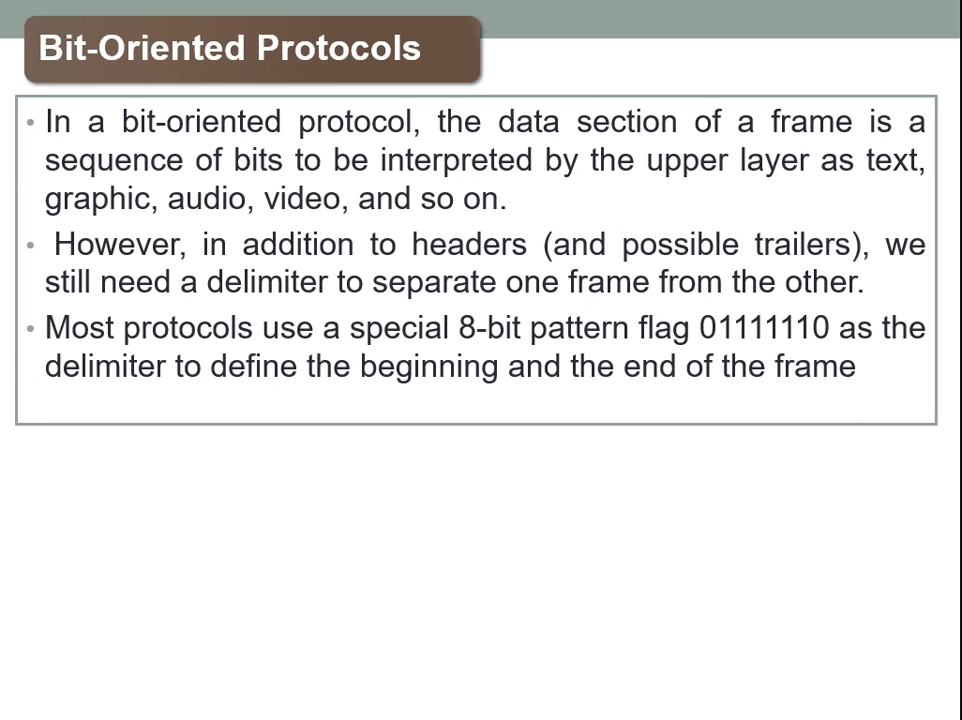 Bit-Oriented Protocols
• In a bit-oriented protocol, the data section of a frame is a
sequence of bits to be interpreted by the upper layer as text,
graphic, audio, video, and so on.
• However, in addition to headers (and possible trailers), we
still need a delimiter to separate one frame from the other.
• Most protocols use a special 8-bit pattern flag 01111110 as the
delimiter to define the beginning and the end of the frame